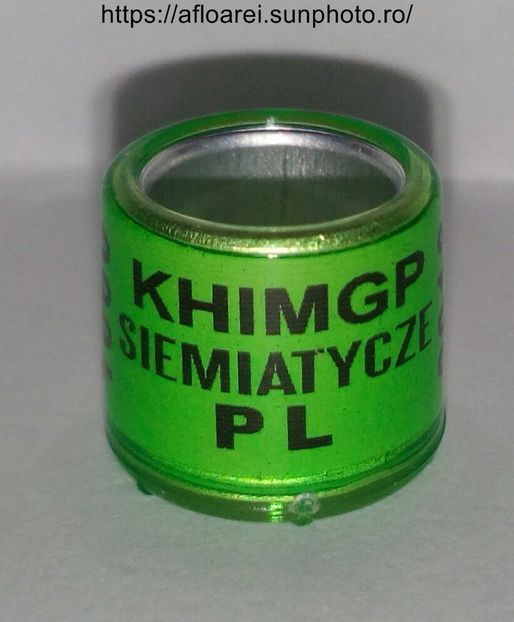 https://afloarei.sunphoto.ro/
KHIMGP
SIEMIATYCZE
PL